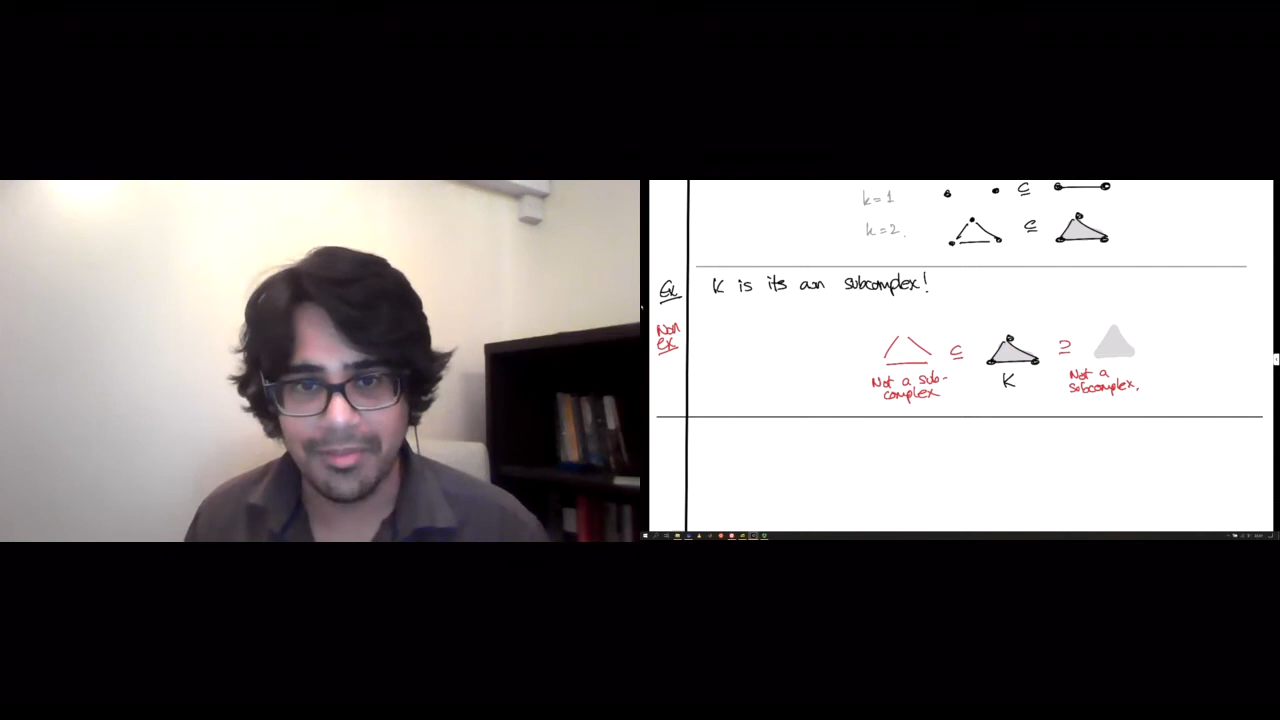 k=1 ⊆
k=2. ⊆
Ex K is its own subcomplex!
Non
ex
⊆ ⊇
Not a sub-
complex
K
Not a
subcomplex.